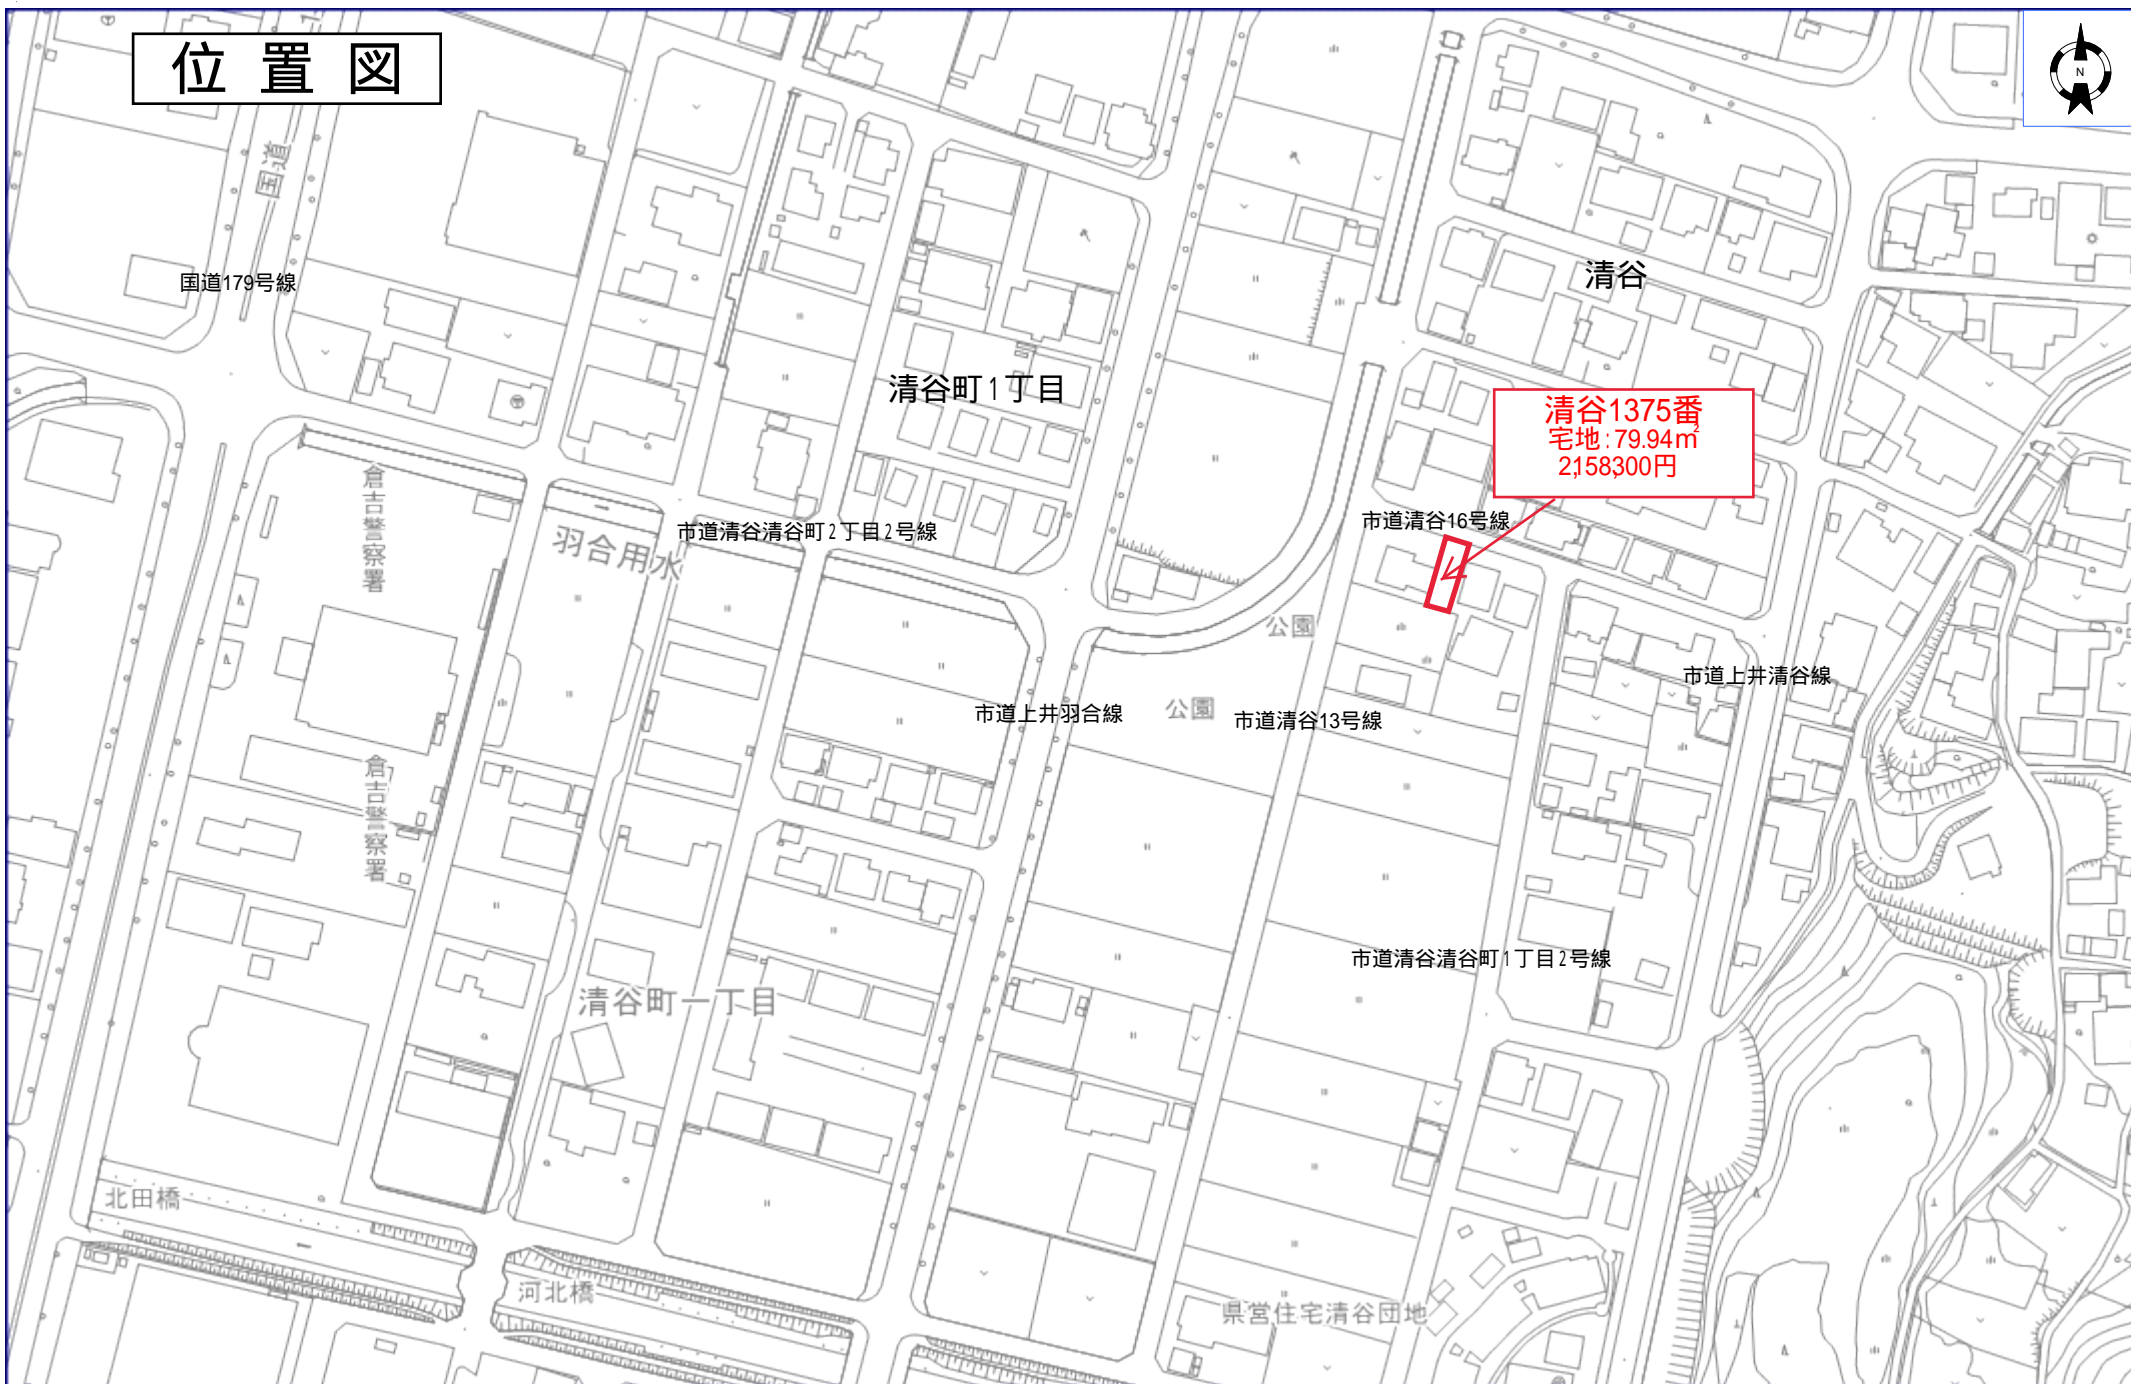 位置図
N
国道
国道179号線
清谷
清谷町1丁目
清谷1375番
宅地:79.94㎡
2,158,300円
倉吉警察署
羽合用水
市道清谷清谷町2丁目2号線
市道清谷16号線
公園
市道上井清谷線
公園
市道上井羽合線
市道清谷13号線
倉吉警察署
市道清谷清谷町1丁目2号線
清谷町一丁目
北田橋
河北橋
県営住宅清谷団地